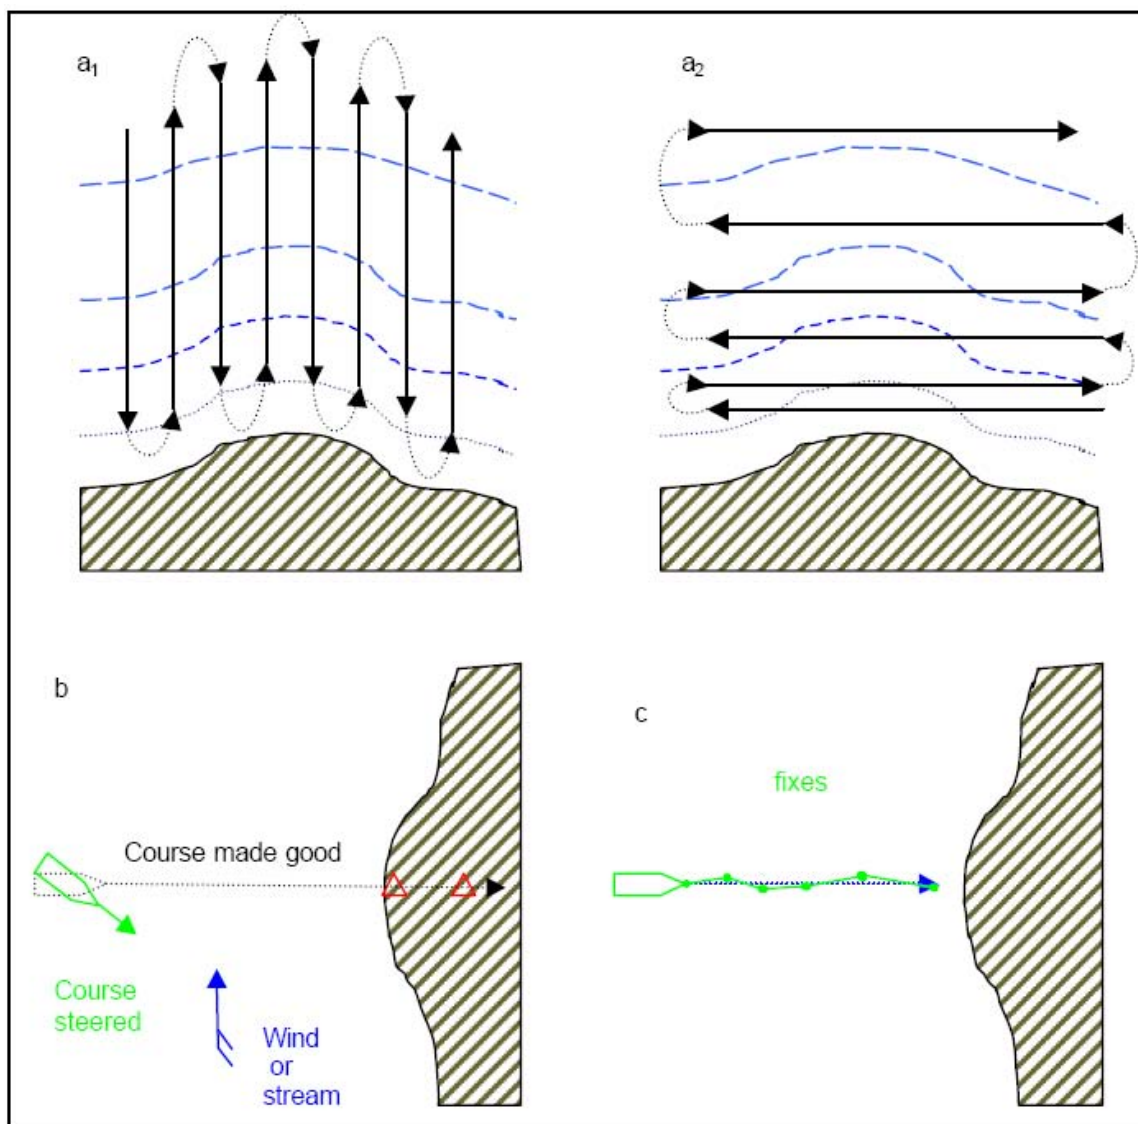 a₁
a₂
b
Course made good
Course
steered
Wind
or
stream
c
fixes